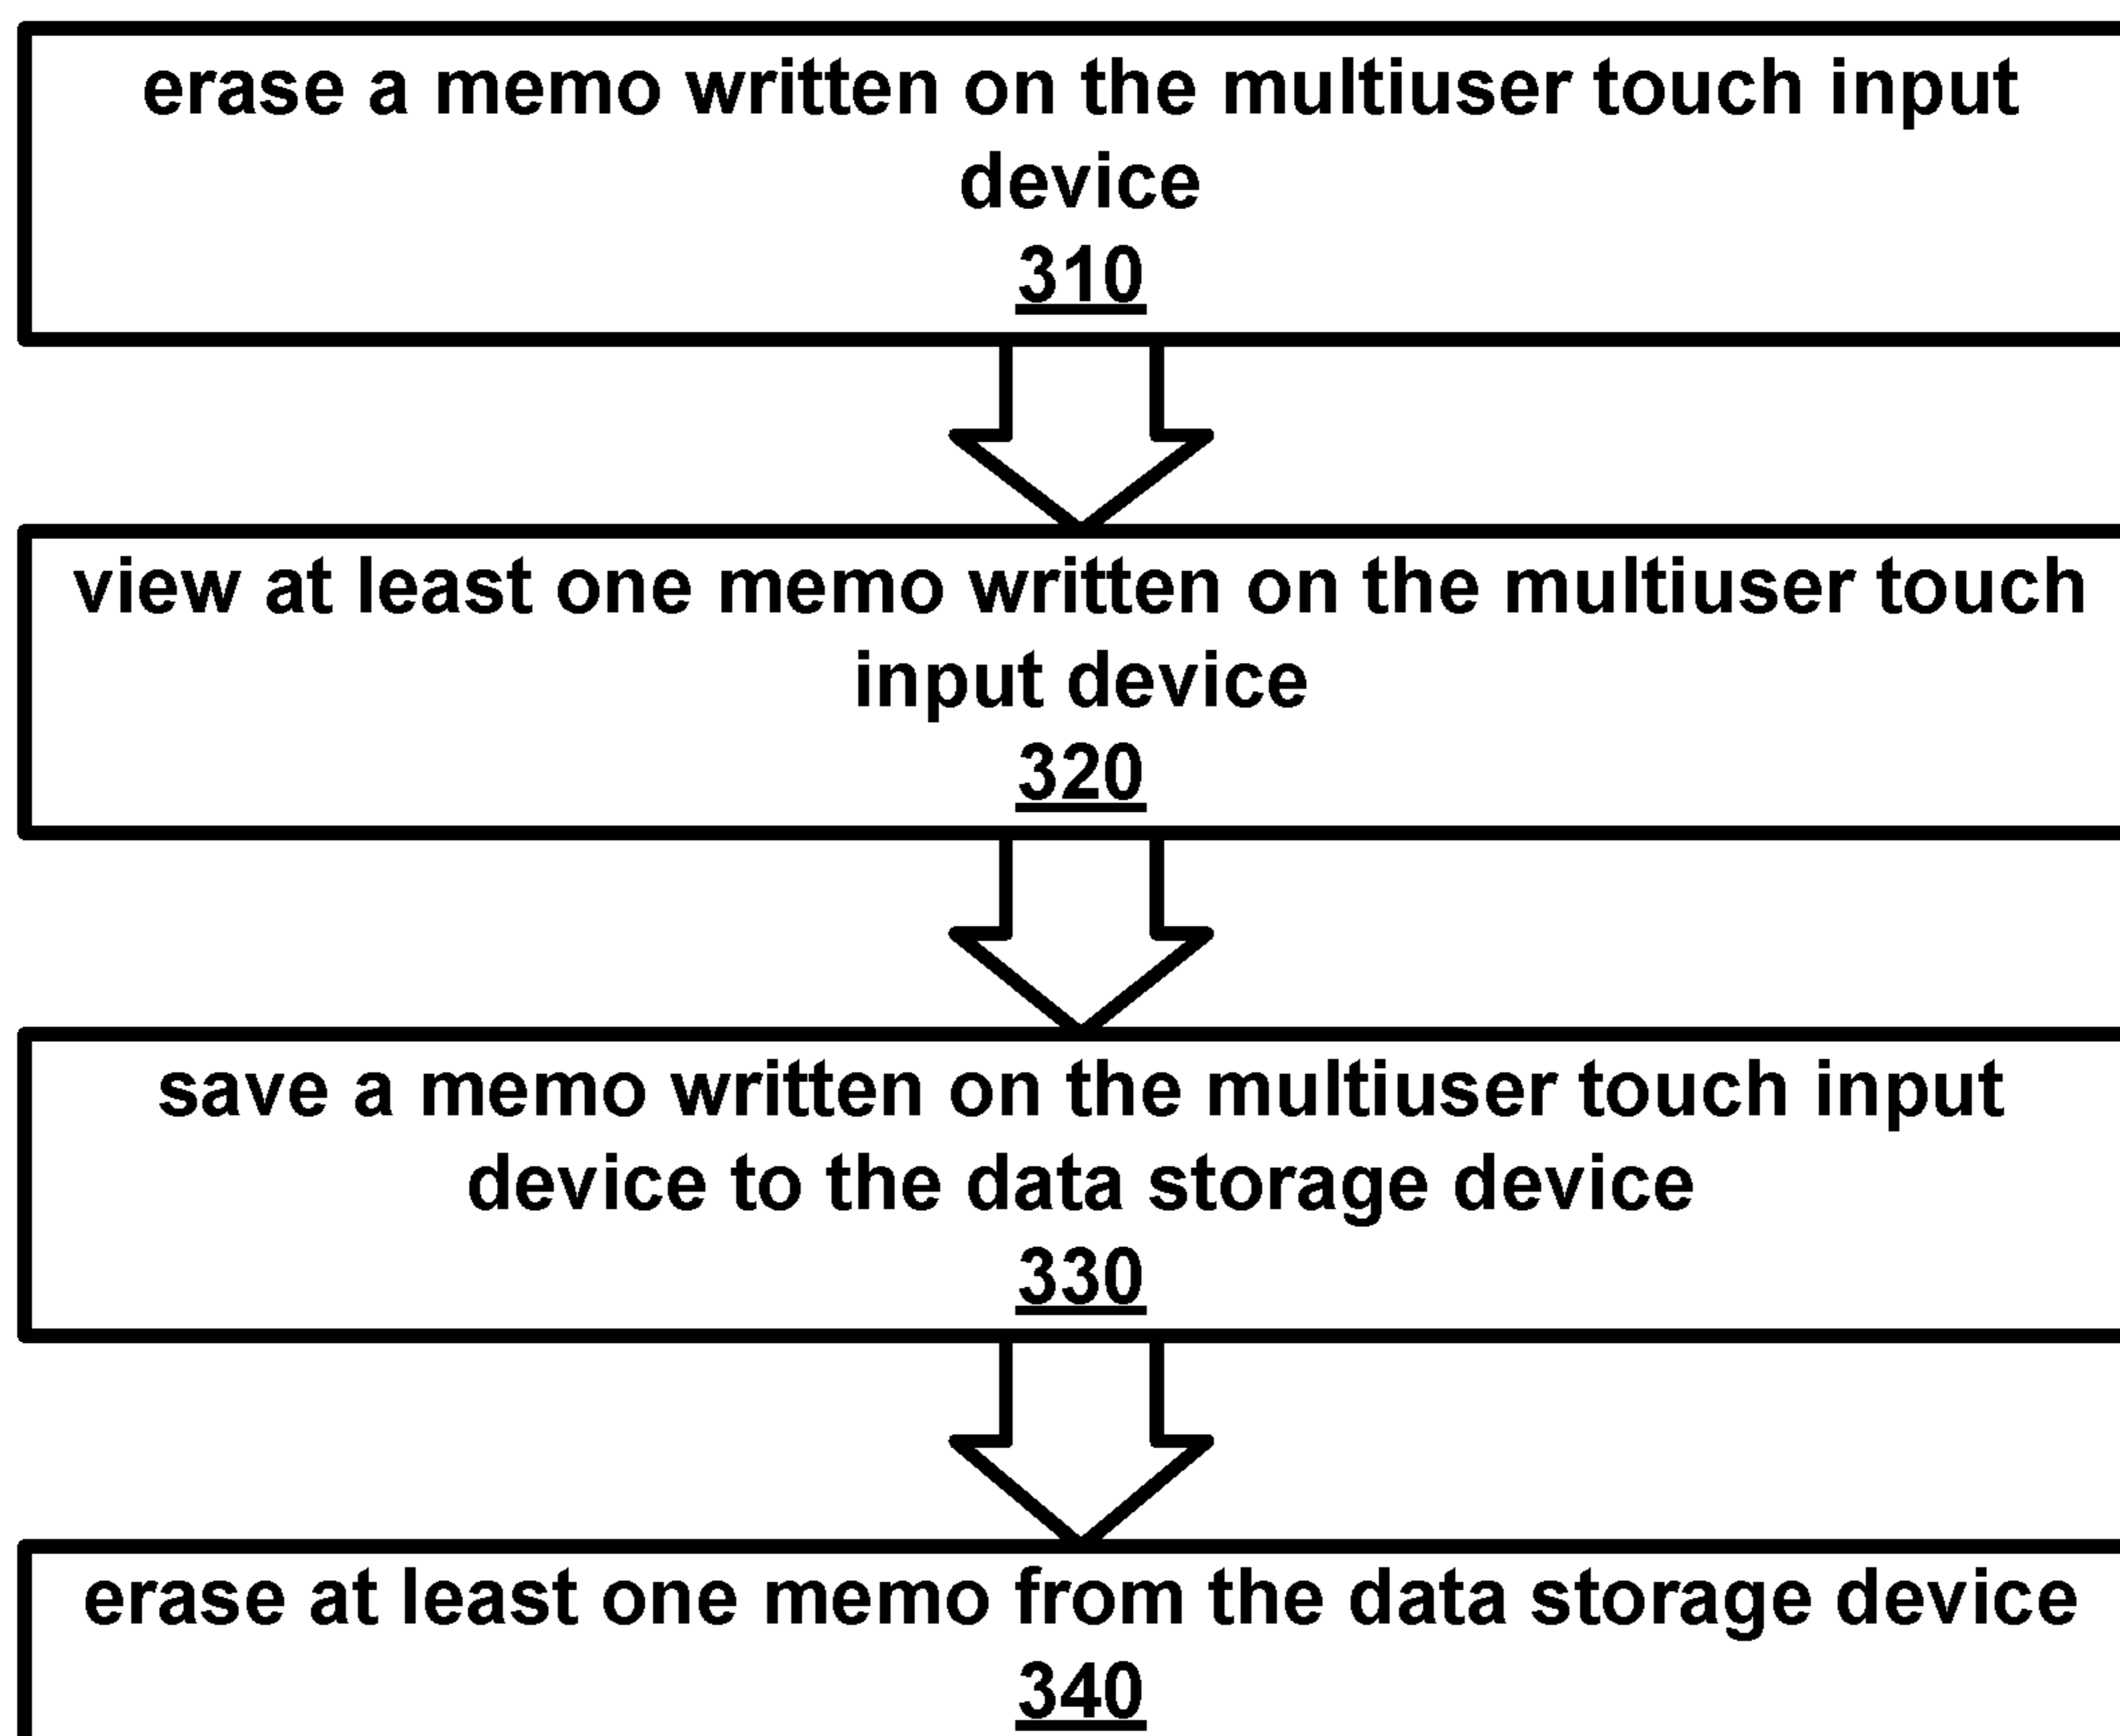 erase a memo written on the multiuser touch input
device
310
view at least one memo written on the multiuser touch
input device
320
save a memo written on the multiuser touch input
device to the data storage device
330
erase at least one memo from the data storage device
340